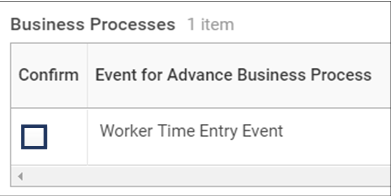 Business Processes 1 item
Confirm Event for Advance Business Process
Worker Time Entry Event